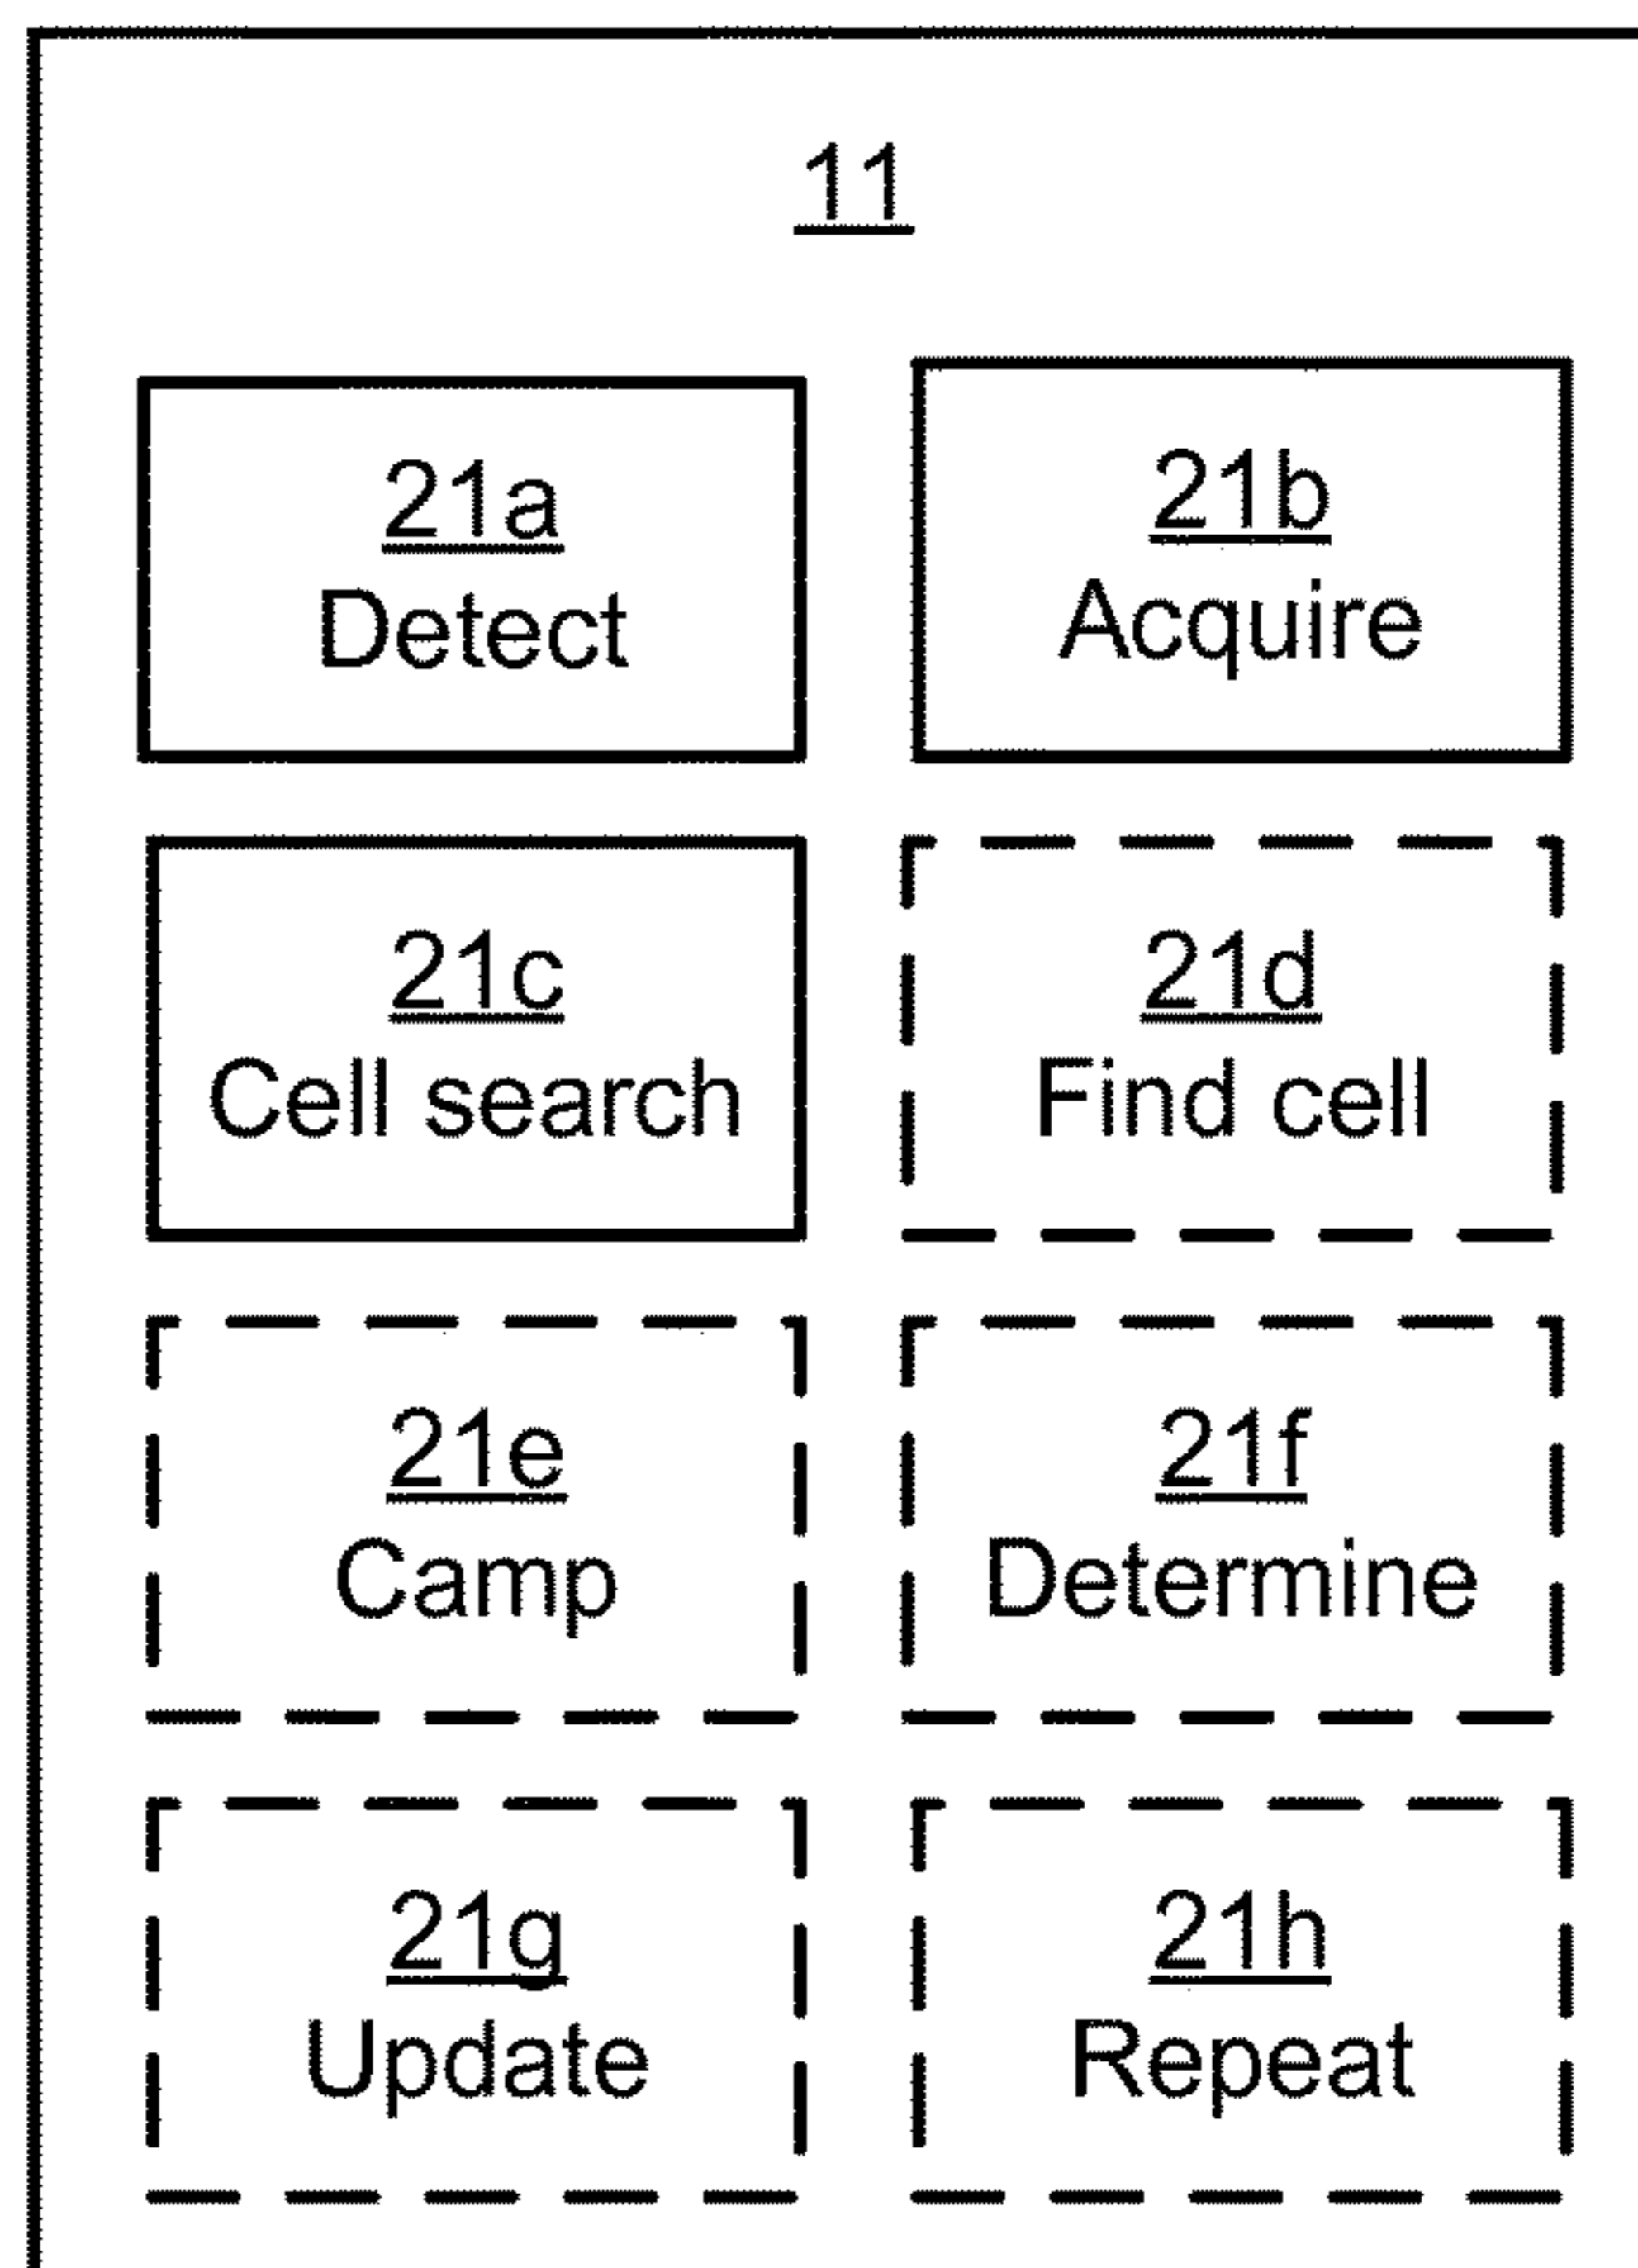 11
21a
Detect
21b
Acquire
21c
Cell search
21d
Find cell
21e
Camp
21f
Determine
21g
Update
21h
Repeat